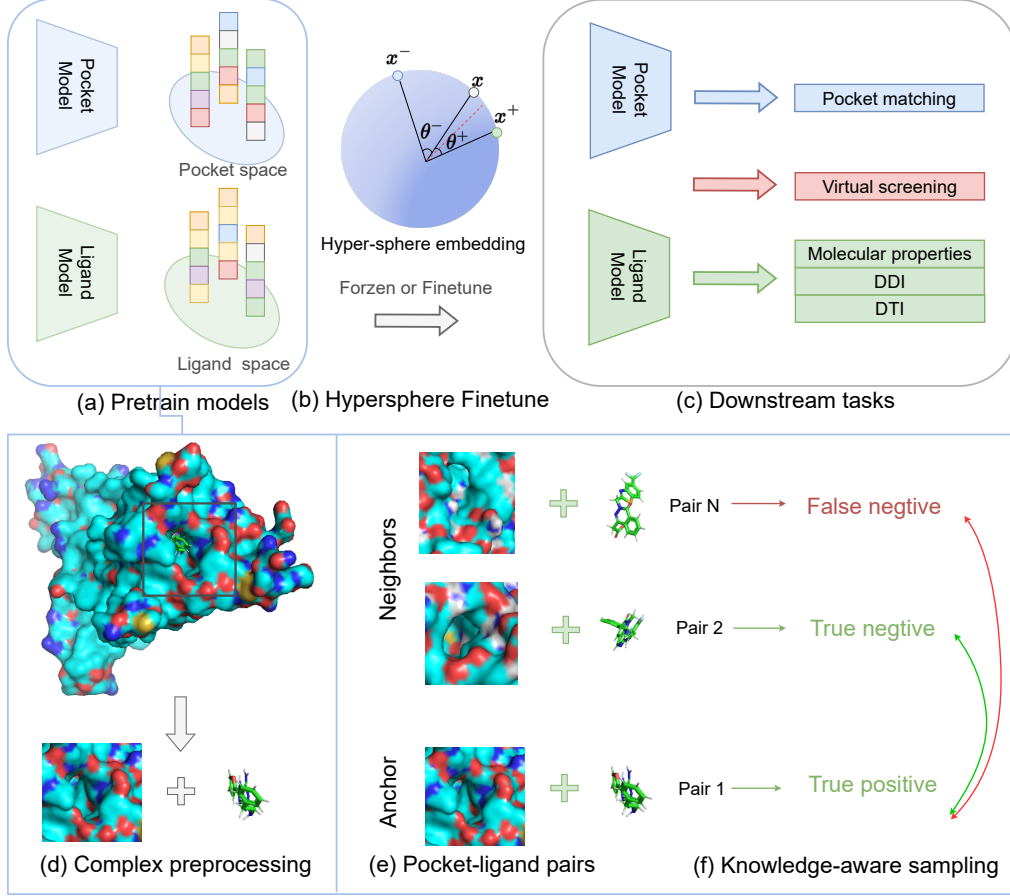 Pocket
Model
Pocket space
Ligand
Model
Ligand space
(a) Pretrain models
x⁻
x
x⁺
θ⁻
θ⁺
Hyper-sphere embedding
Forzen or Finetune
(b) Hypersphere Finetune
Pocket
Model
Pocket matching
Virtual screening
Ligand
Model
Molecular properties
DDI
DTI
(c) Downstream tasks
(d) Complex preprocessing
Neighbors
Pair N
False negtive
Pair 2
True negtive
Anchor
Pair 1
True positive
(e) Pocket-ligand pairs
(f) Knowledge-aware sampling